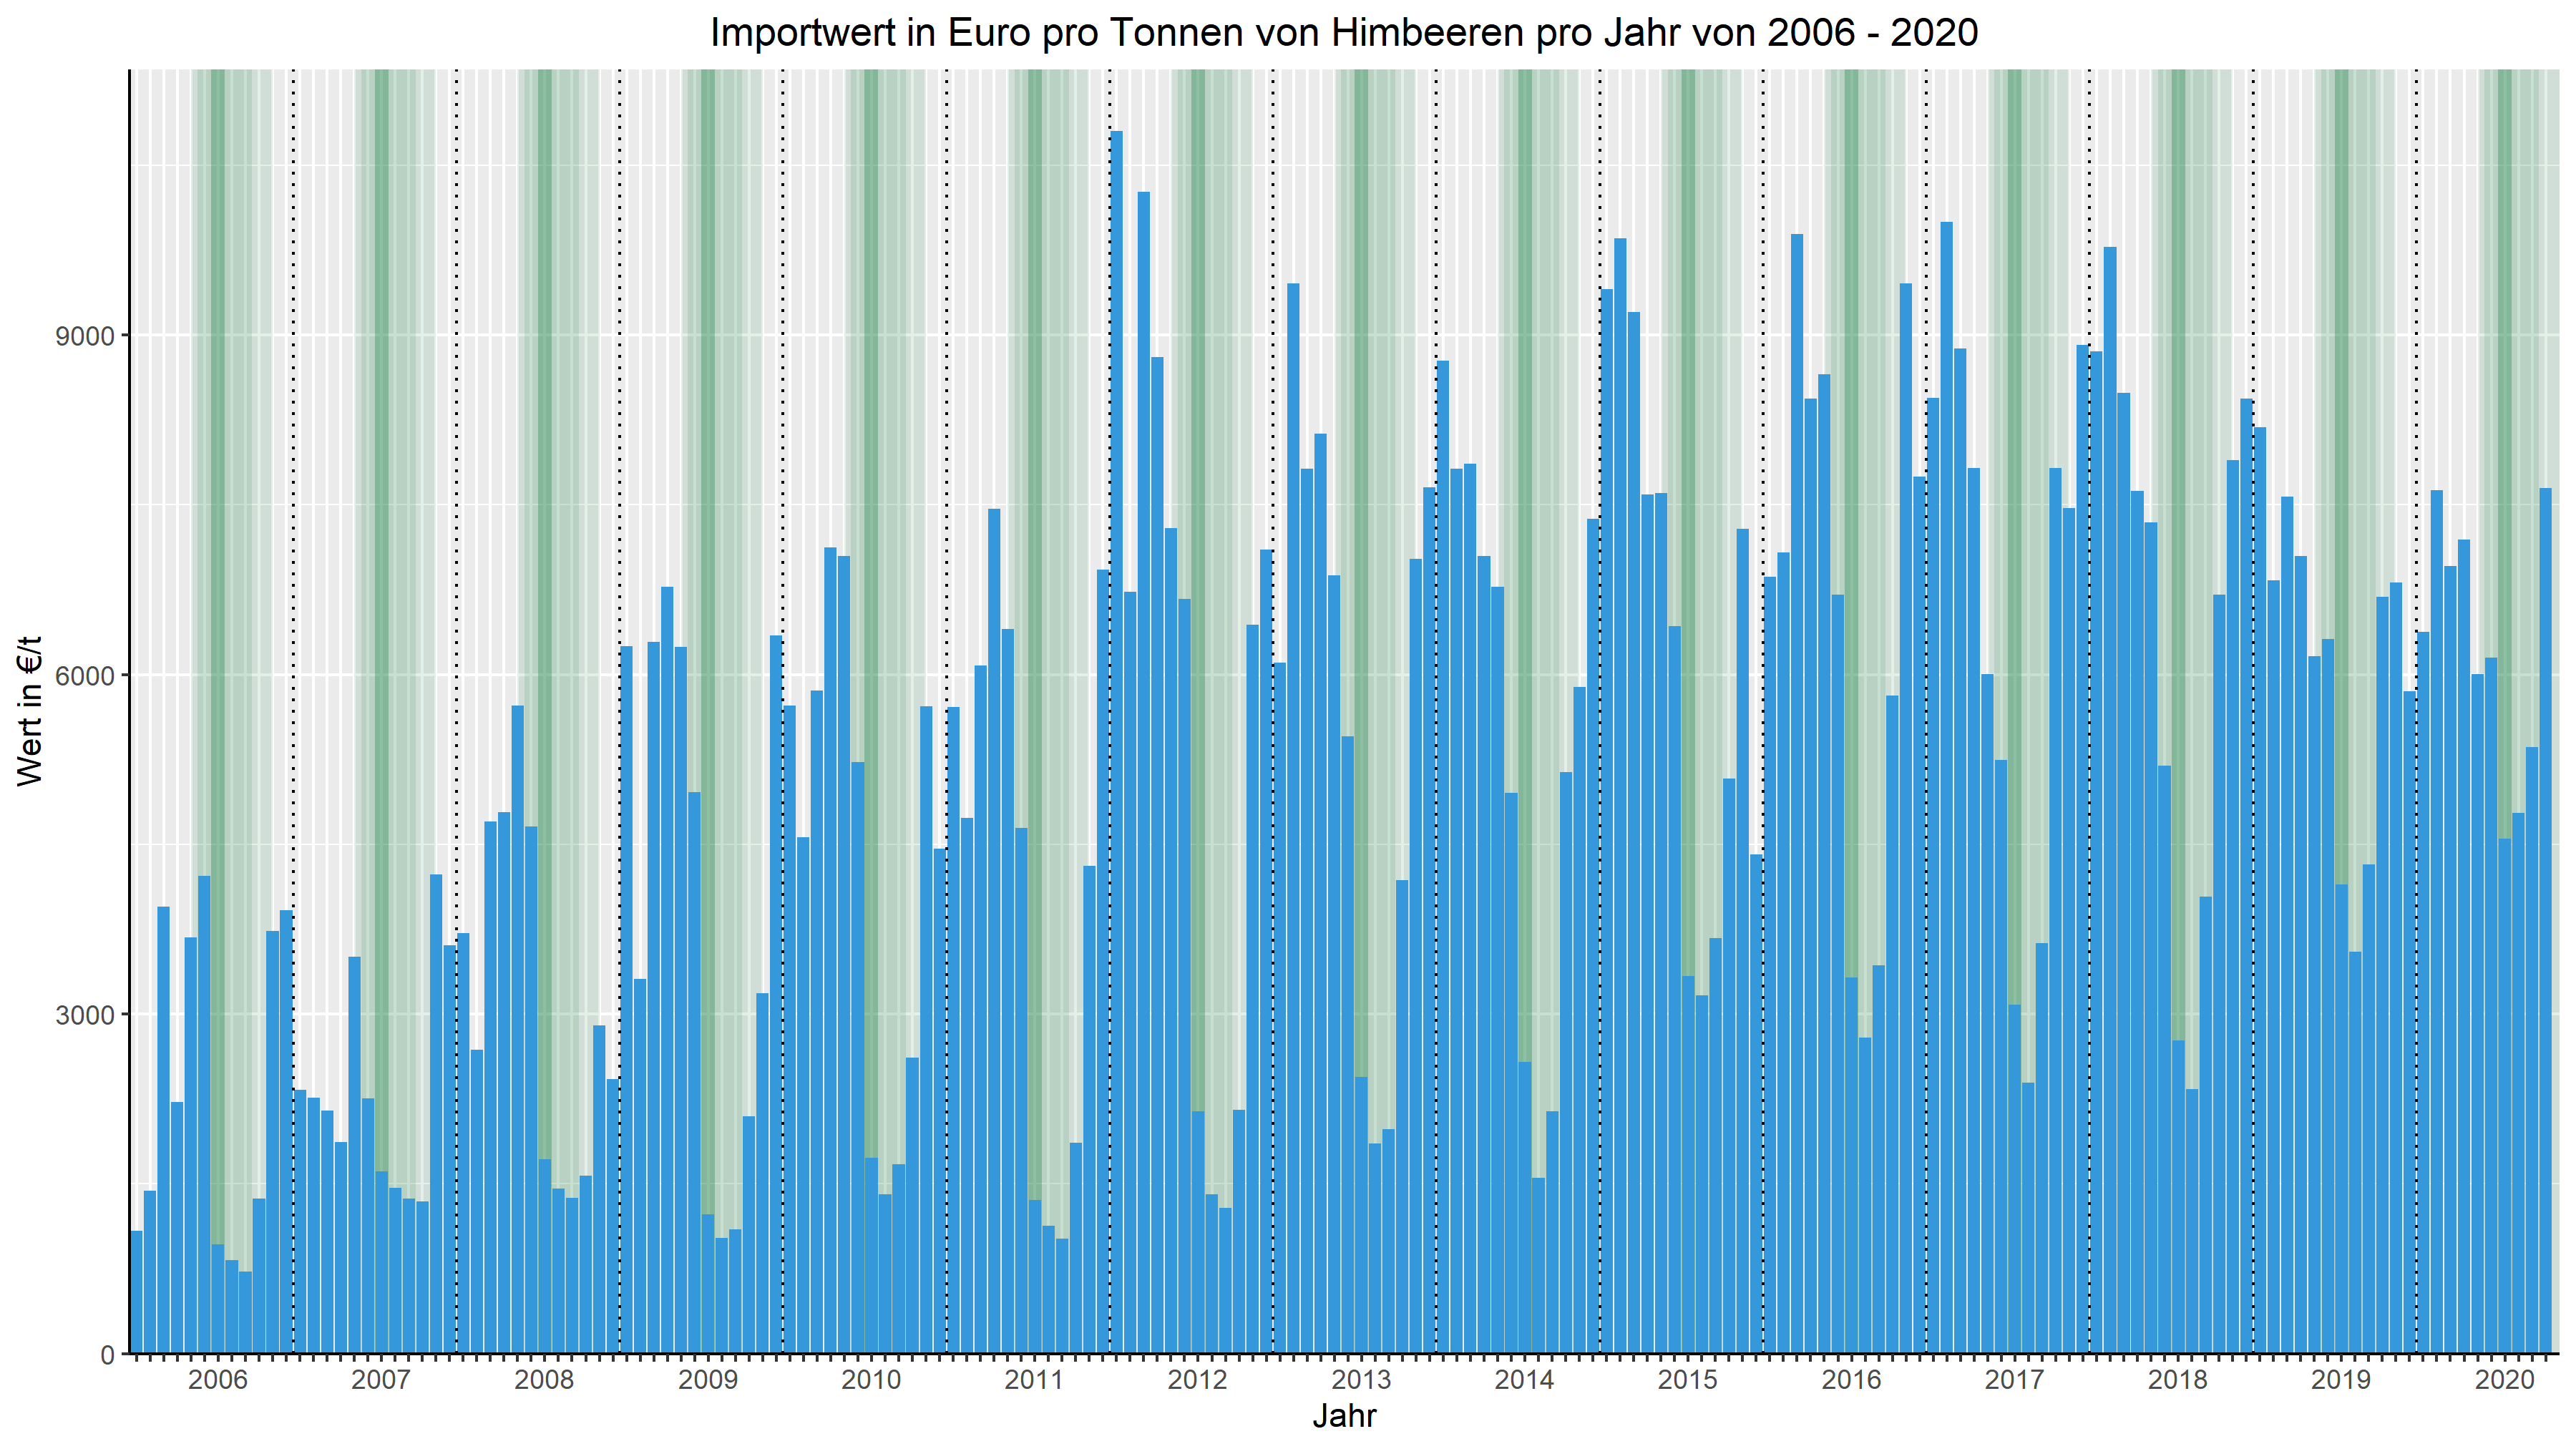 Importwert in Euro pro Tonnen von Himbeeren pro Jahr von 2006 - 2020
Wert in €/t
9000
6000
3000
0
2006 2007 2008 2009 2010 2011 2012 2013 2014 2015 2016 2017 2018 2019 2020
Jahr